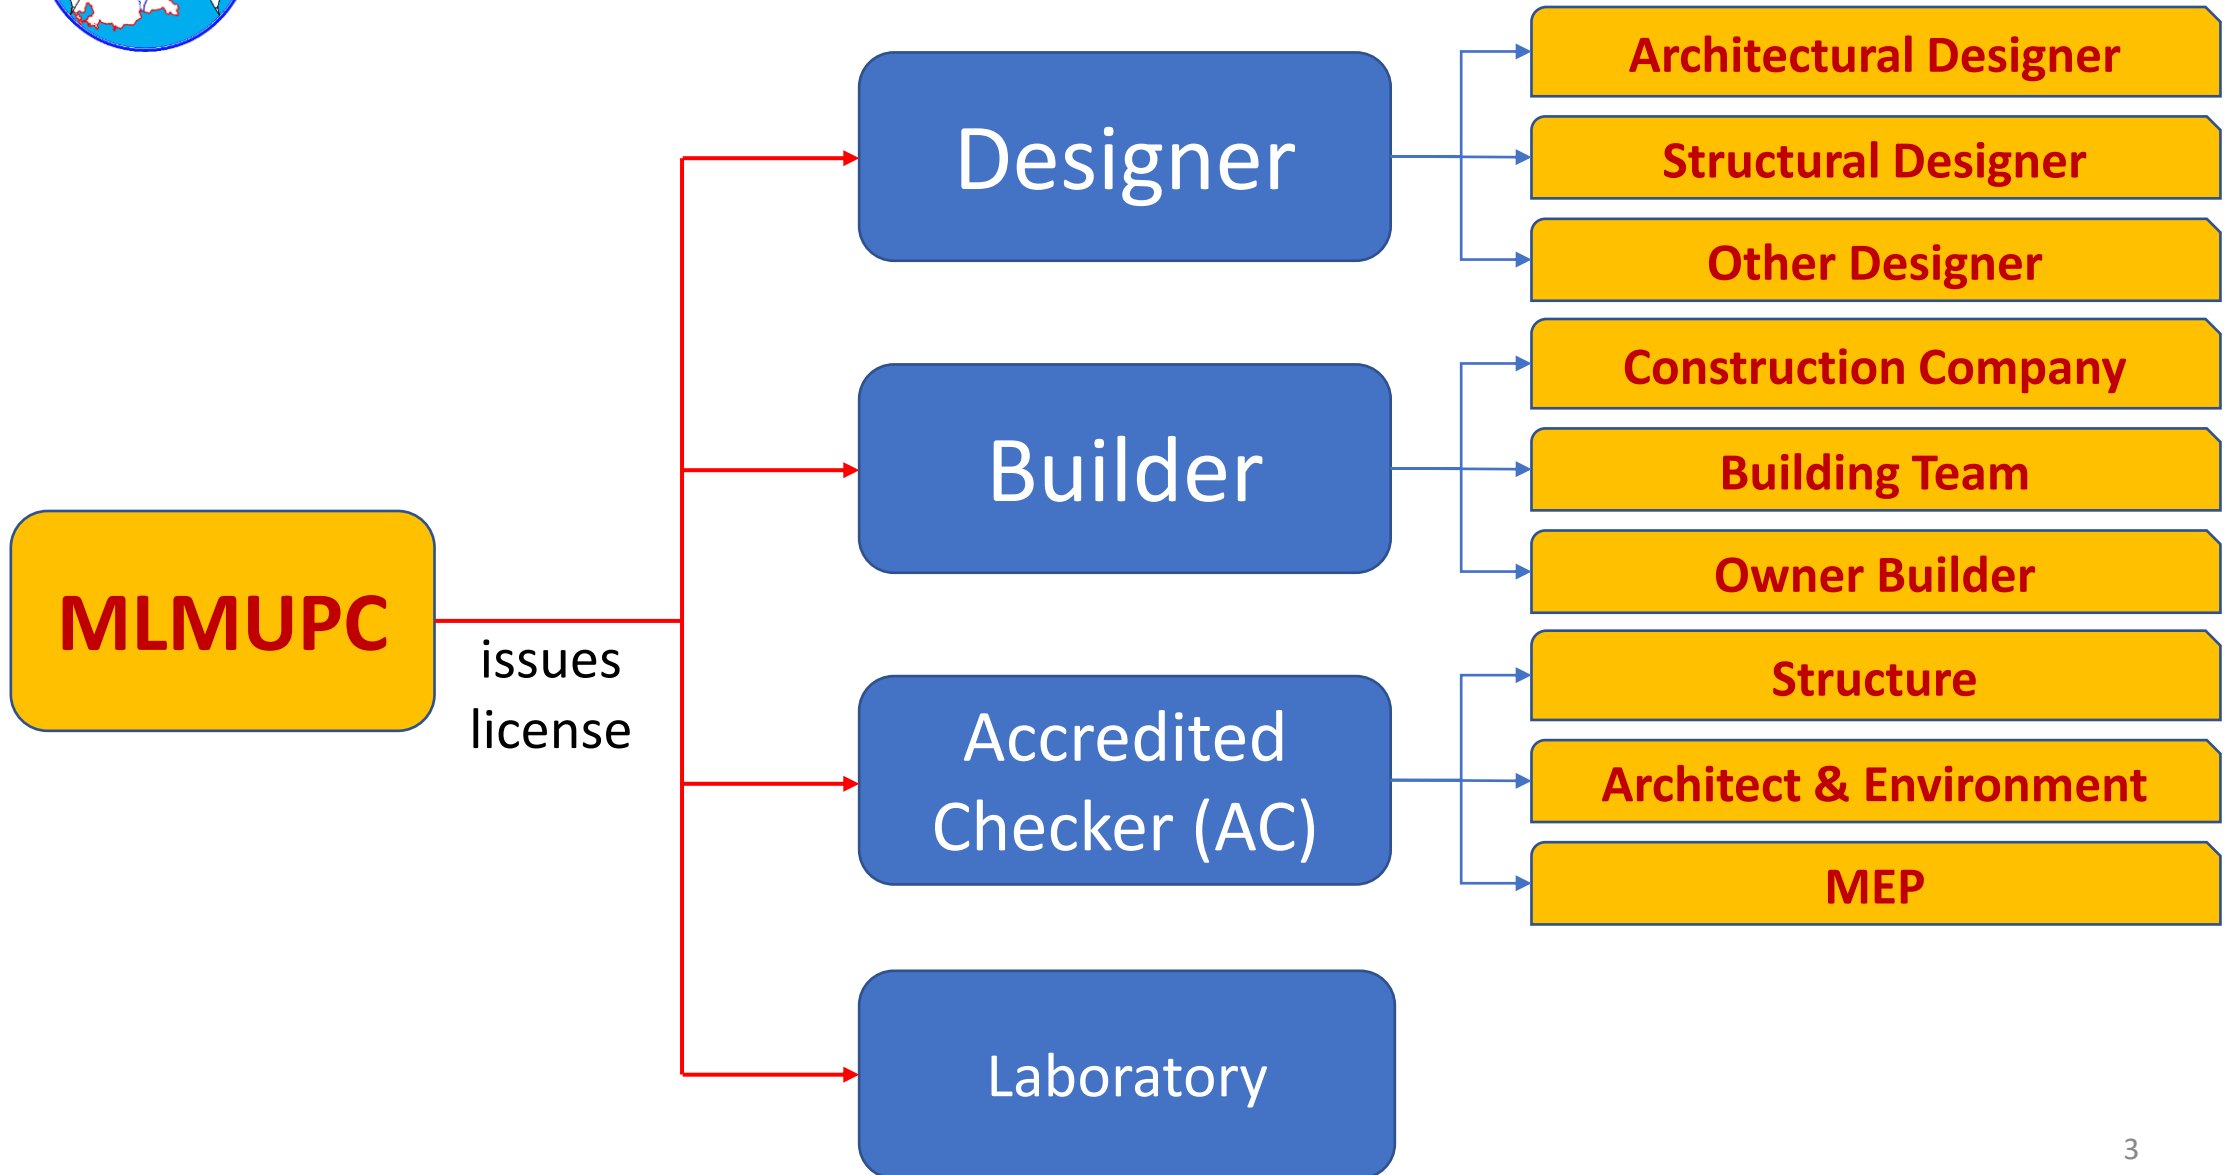 MLMUPC
issues
license
Designer
Architectural Designer
Structural Designer
Other Designer
Builder
Construction Company
Building Team
Owner Builder
Accredited
Checker (AC)
Structure
Architect & Environment
MEP
Laboratory
3